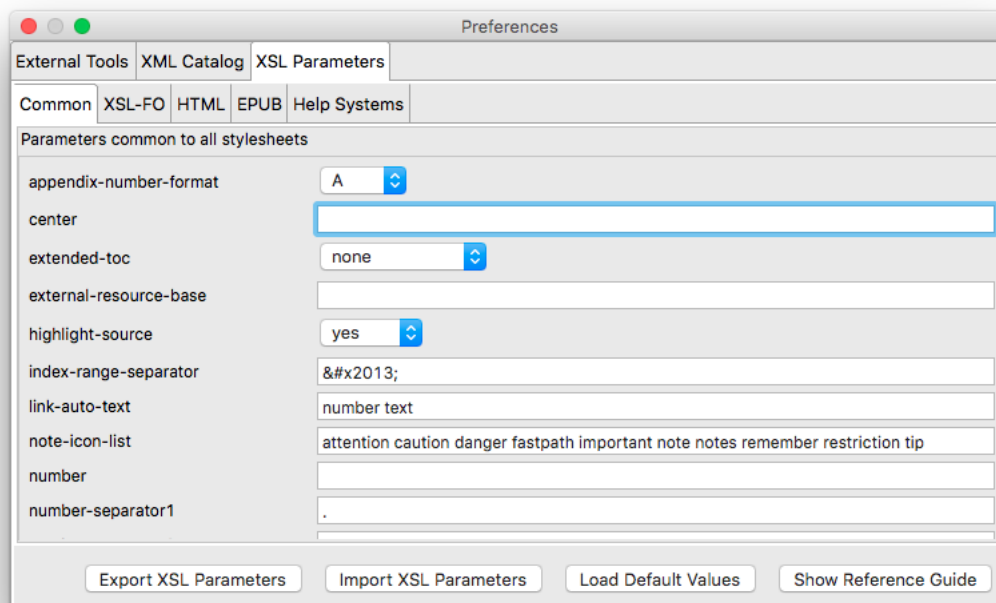 Preferences
External Tools XML Catalog XSL Parameters
Common XSL-FO HTML EPUB Help Systems
Parameters common to all stylesheets
appendix-number-format A
center
extended-toc none
external-resource-base
highlight-source yes
index-range-separator &#x2013;
link-auto-text number text
note-icon-list attention caution danger fastpath important note notes remember restriction tip
number
number-separator1 .
Export XSL Parameters Import XSL Parameters Load Default Values Show Reference Guide